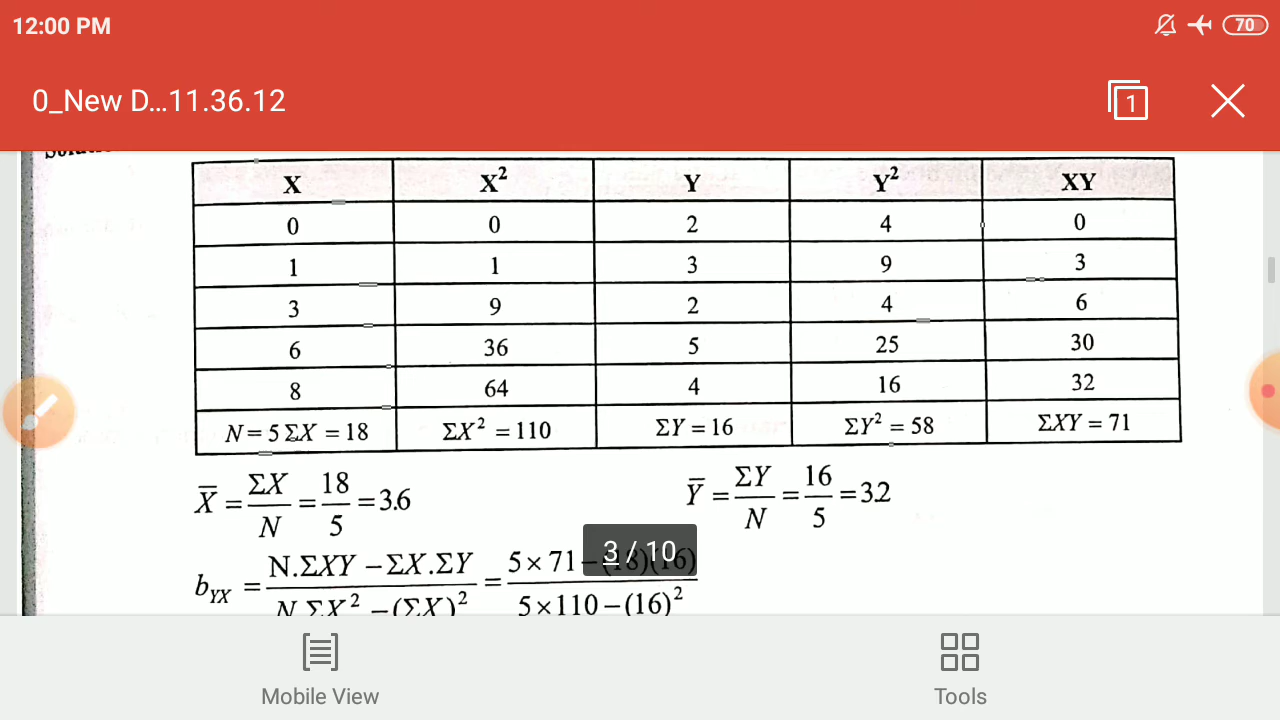 12:00 PM
70
0_New D...11.36.12
1
X X² Y Y² XY
0 0 2 4 0
1 1 3 9 3
3 9 2 4 6
6 36 5 25 30
8 64 4 16 32
N = 5 ΣX = 18 ΣX² = 110 ΣY = 16 ΣY² = 58 ΣXY = 71
X̄ = ΣX/N = 18/5 = 3.6 Ȳ = ΣY/N = 16/5 = 32
3 / 10
b_YX = (N.ΣXY − ΣX.ΣY)/(N ΣX² − (ΣX)²) = (5 × 71 − (18)(16))/(5×110 − (16)²)
Mobile View Tools